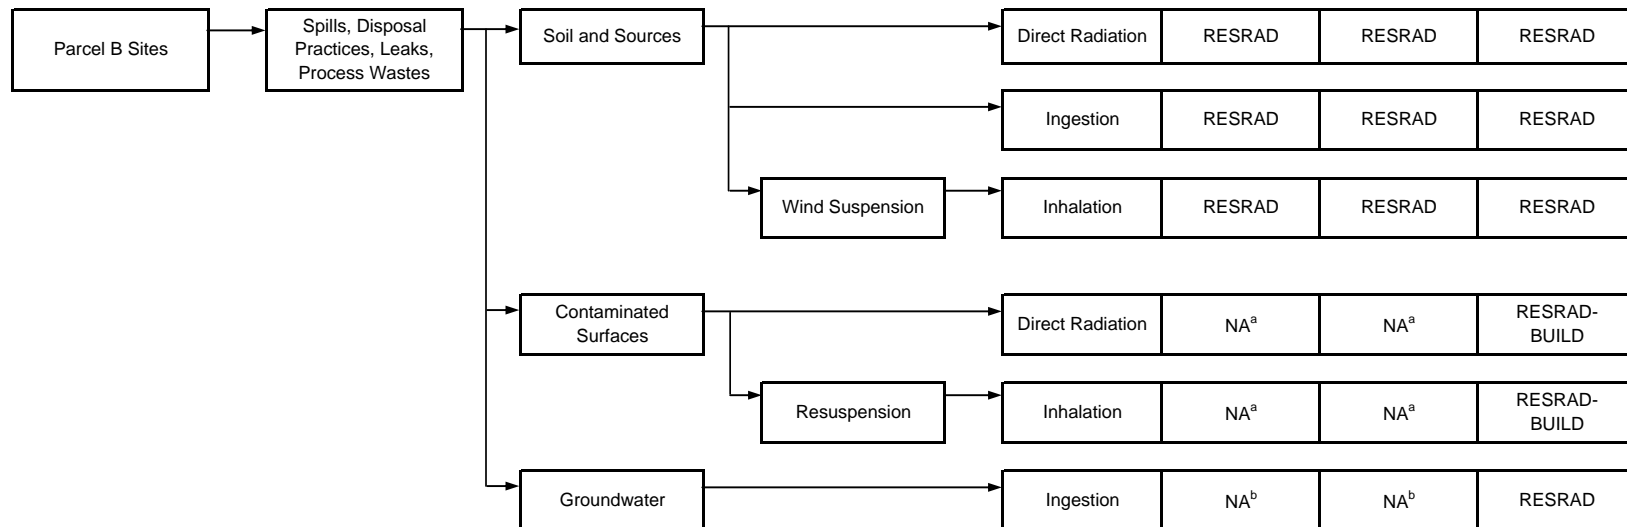 Parcel B Sites
Spills, Disposal
Practices, Leaks,
Process Wastes
Soil and Sources
Direct Radiation
RESRAD
RESRAD
RESRAD
Ingestion
RESRAD
RESRAD
RESRAD
Wind Suspension
Inhalation
RESRAD
RESRAD
RESRAD
Contaminated
Surfaces
Direct Radiation
NAᵃ
NAᵃ
RESRAD-
BUILD
Resuspension
Inhalation
NAᵃ
NAᵃ
RESRAD-
BUILD
Groundwater
Ingestion
NAᵇ
NAᵇ
RESRAD